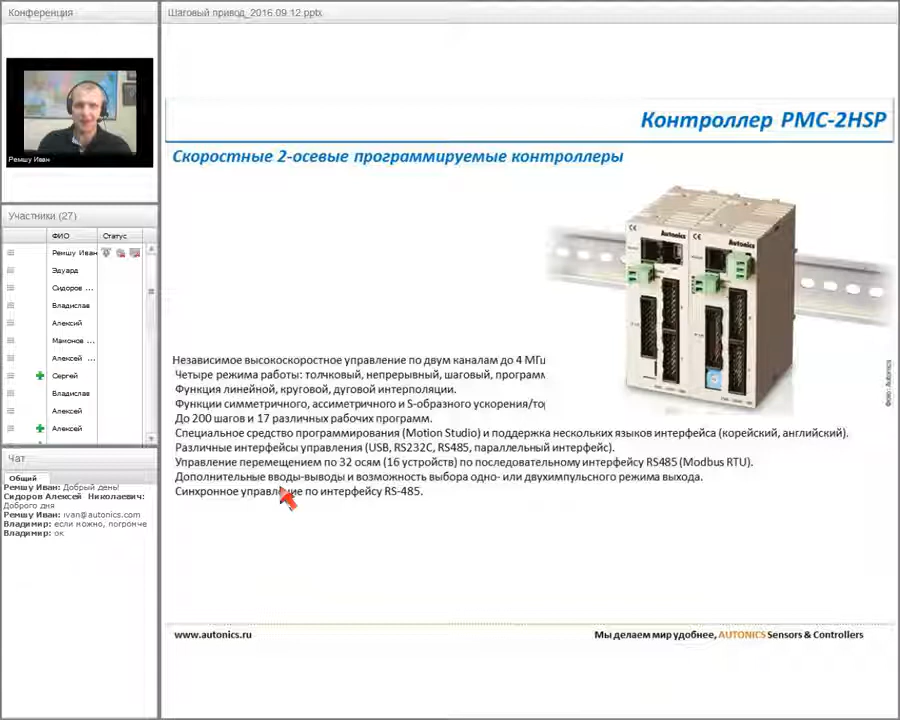 Конференция
Ремшу Иван
Участники (27)
ФИО Статус
Ремшу Иван
Эдуард
Сидоров ...
Владислав
Алексий
Мамонов ...
Алексей ...
Сергей
Владислав
Алексей
Алексей
Чат
Общий
Ремшу Иван: Добрый день!
Сидоров Алексей Николаевич:
Доброго дня
Ремшу Иван: ivan@autonics.com
Владимир: если можно, погромче
Владимир: ок
Шаговый привод_2016 09 12.pptx
Контроллер PMC-2HSP
Скоростные 2-осевые программируемые контроллеры
Autonics
Autonics
Фото: Autonics
Независимое высокоскоростное управление по двум каналам до 4 МГц
Четыре режима работы: толчковый, непрерывный, шаговый, программ
Функция линейной, круговой, дуговой интерполяции.
Функции симметричного, ассиметричного и S-образного ускорения/тор
До 200 шагов и 17 различных рабочих программ.
Специальное средство программирования (Motion Studio) и поддержка нескольких языков интерфейса (корейский, английский).
Различные интерфейсы управления (USB, RS232C, RS485, параллельный интерфейс).
Управление перемещением по 32 осям (16 устройств) по последовательному интерфейсу RS485 (Modbus RTU).
Дополнительные вводы-выводы и возможность выбора одно- или двухимпульсного режима выхода.
Синхронное управление по интерфейсу RS-485.
www.autonics.ru
Мы делаем мир удобнее, AUTONICS Sensors & Controllers